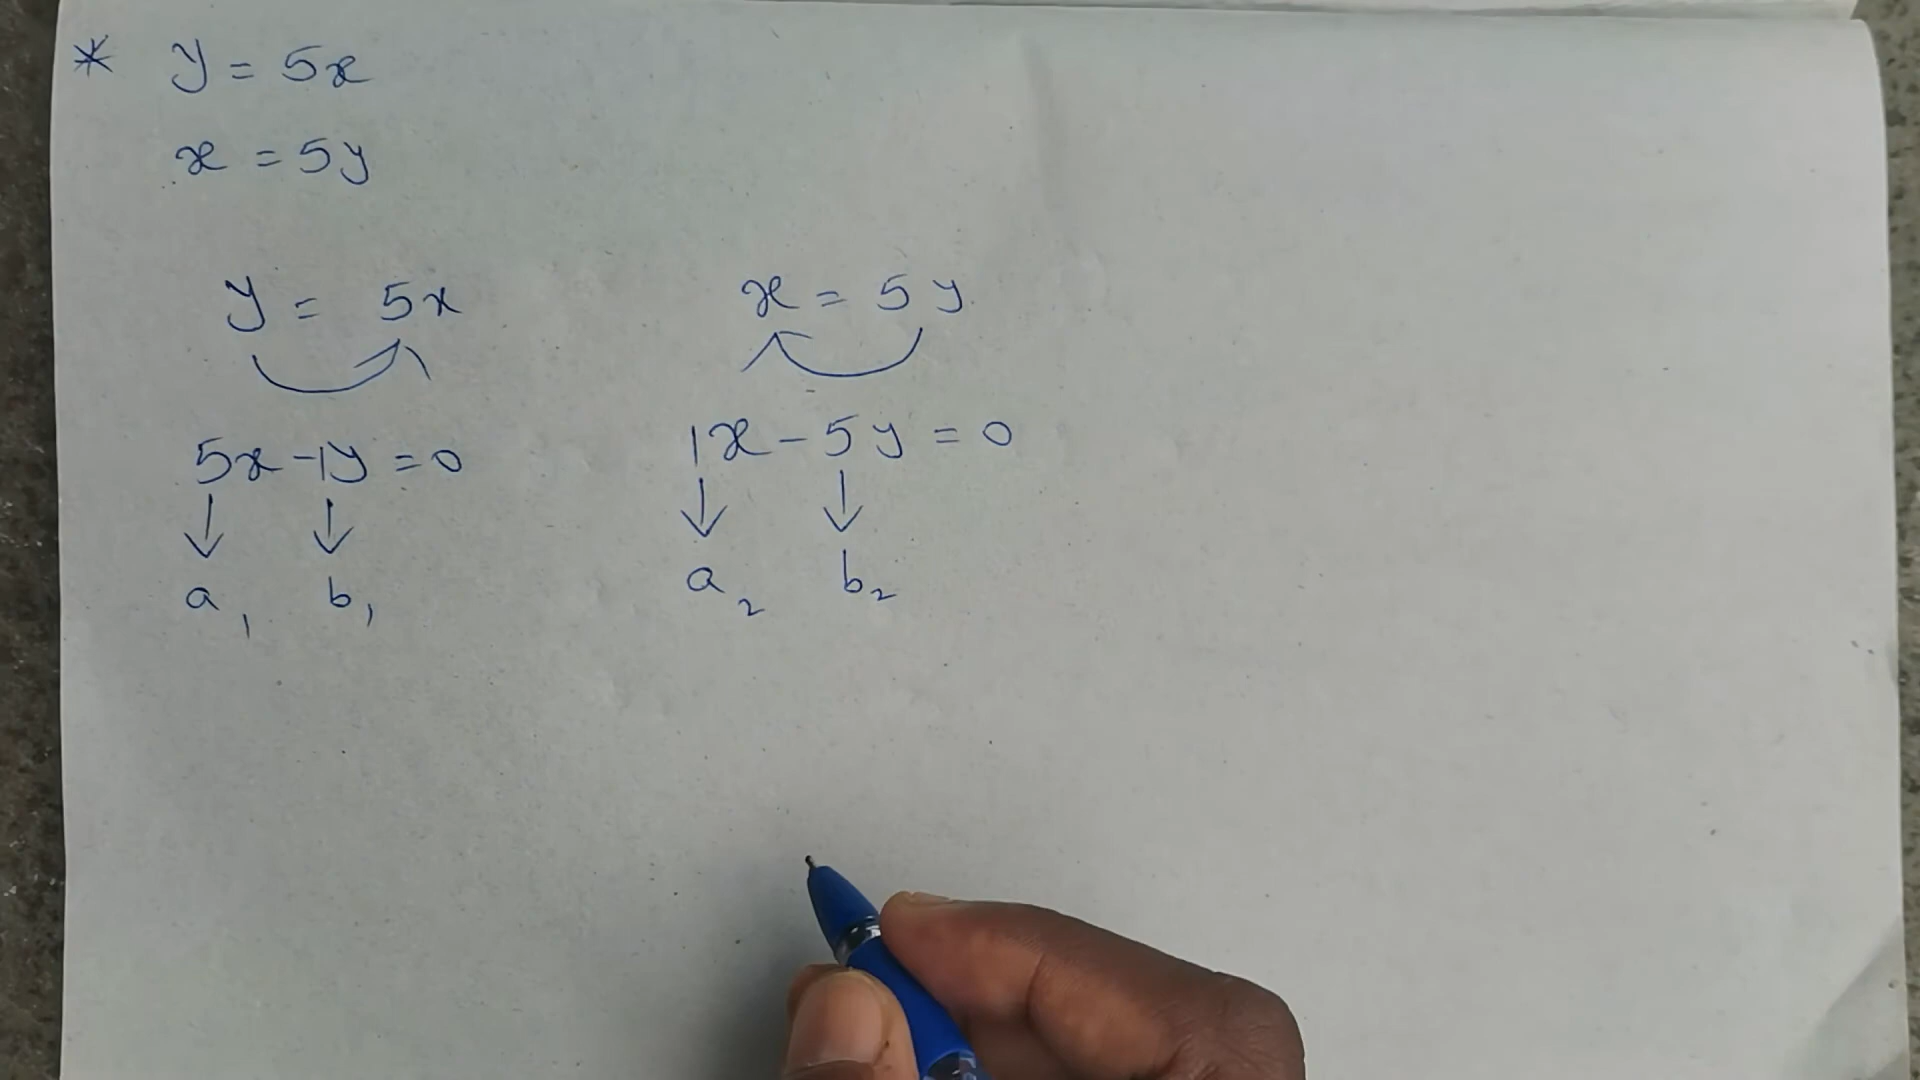 * y = 5x
x = 5y
y = 5x
x = 5y
5x - 1y = 0
1x - 5y = 0
a1 b1
a2 b2